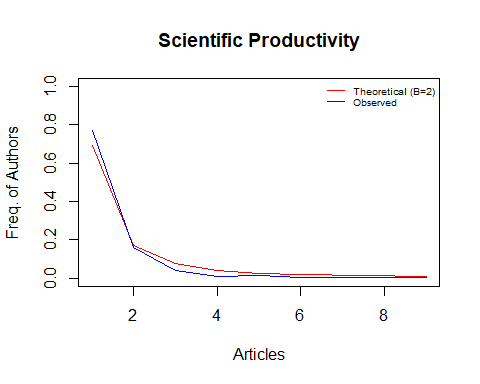 Scientific Productivity
Theoretical (B=2)
Observed
Freq. of Authors
1.0
0.8
0.6
0.4
0.2
0.0
2 4 6 8
Articles